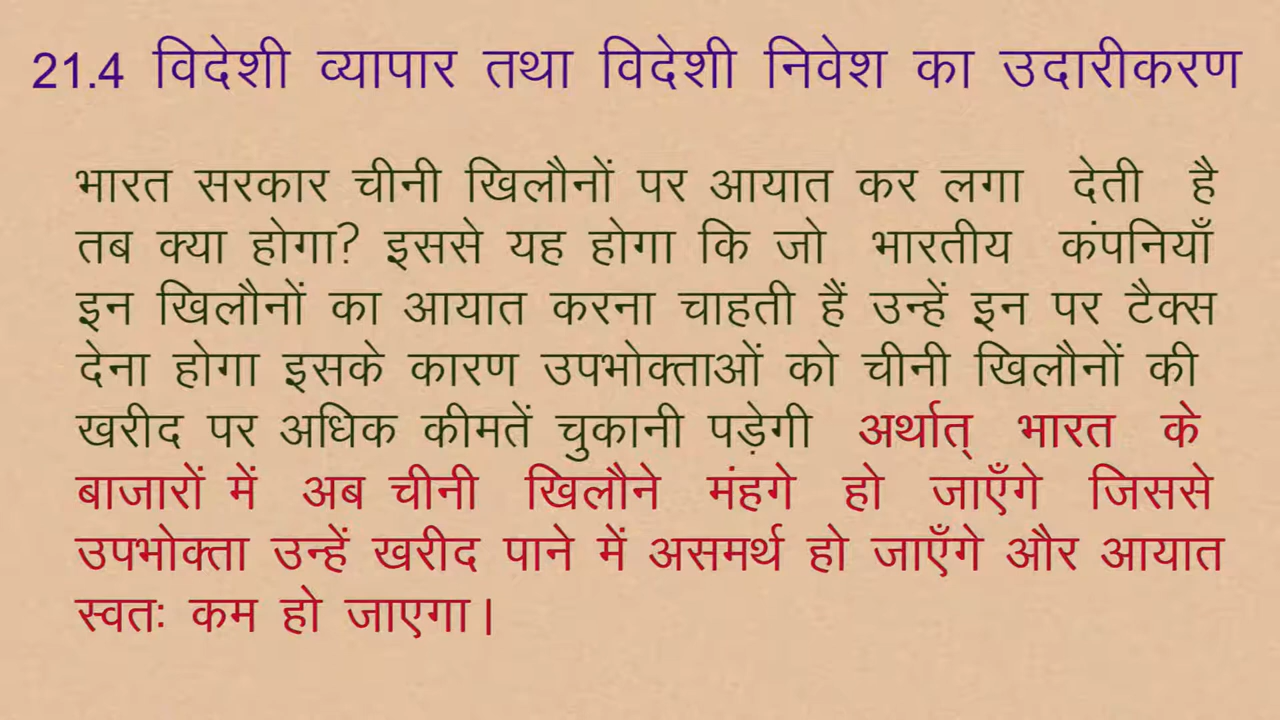 21.4 विदेशी व्यापार तथा विदेशी निवेश का उदारीकरण
भारत सरकार चीनी खिलौनों पर आयात कर लगा देती है
तब क्या होगा? इससे यह होगा कि जो भारतीय कंपनियाँ
इन खिलौनों का आयात करना चाहती हैं उन्हें इन पर टैक्स
देना होगा इसके कारण उपभोक्ताओं को चीनी खिलौनों की
खरीद पर अधिक कीमतें चुकानी पड़ेगी अर्थात् भारत के
बाजारों में अब चीनी खिलौने मंहगे हो जाएँगे जिससे
उपभोक्ता उन्हें खरीद पाने में असमर्थ हो जाएँगे और आयात
स्वतः कम हो जाएगा।